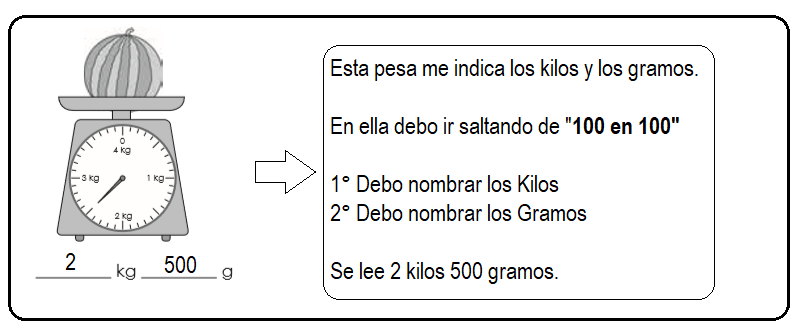 0
4 kg
3 kg
1 kg
2 kg
2 kg 500 g
Esta pesa me indica los kilos y los gramos.
En ella debo ir saltando de "100 en 100"
1° Debo nombrar los Kilos
2° Debo nombrar los Gramos
Se lee 2 kilos 500 gramos.